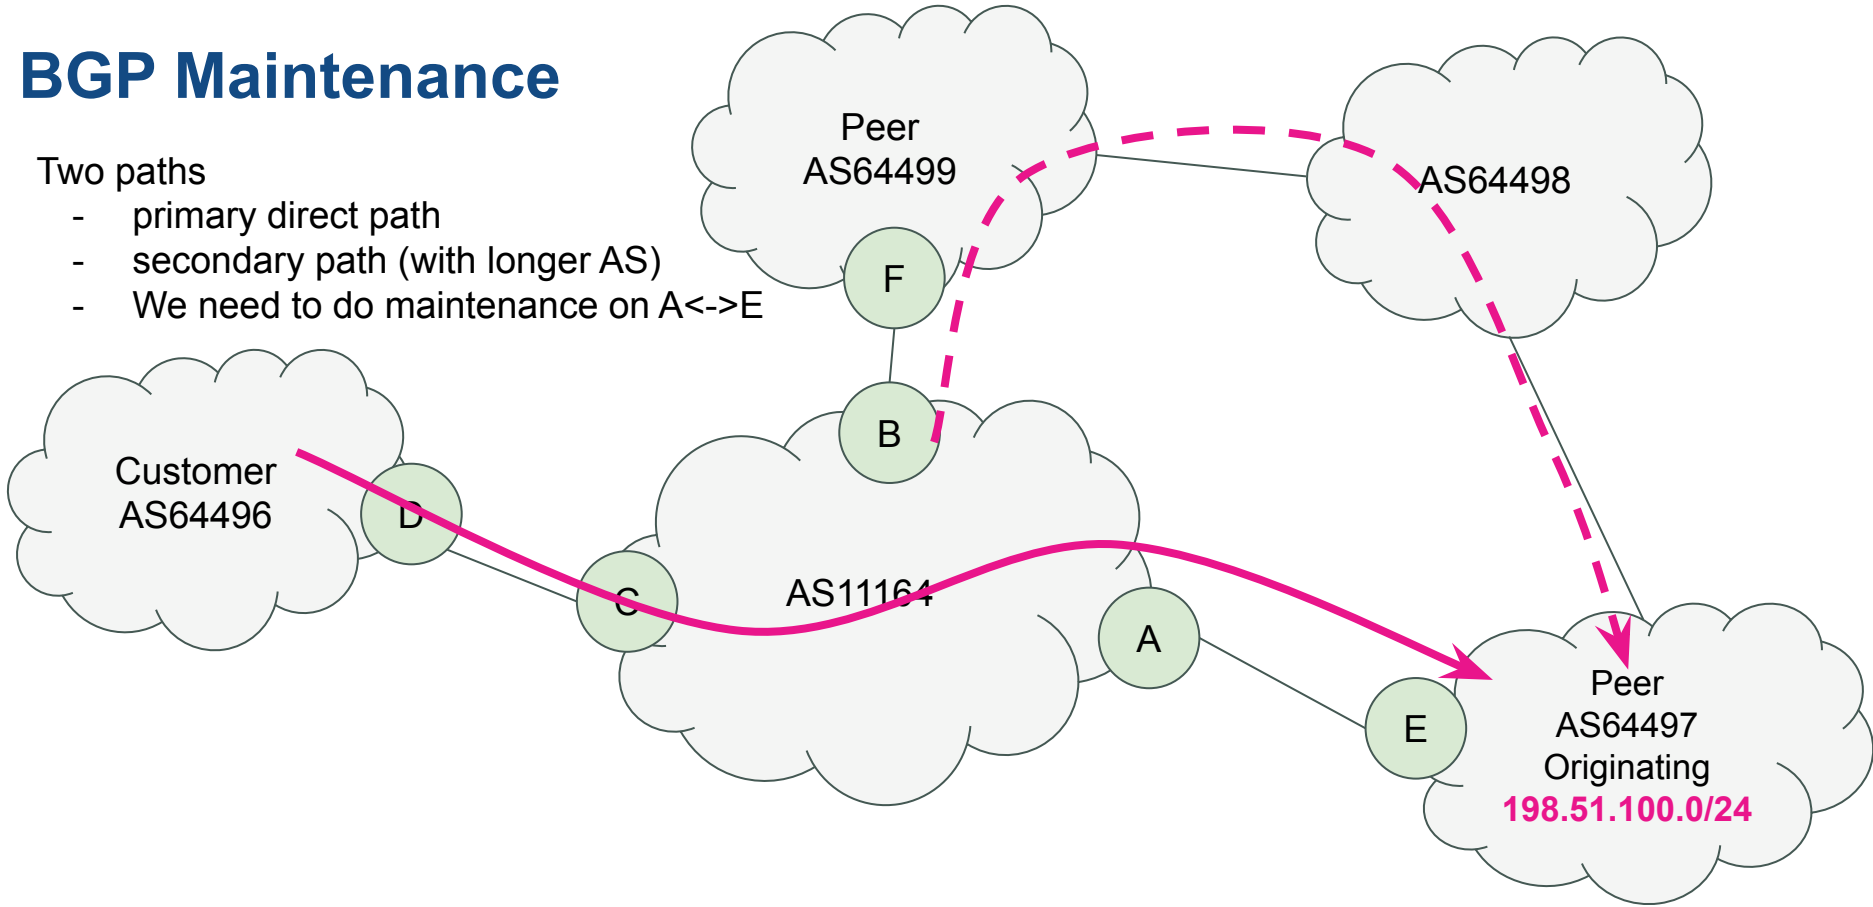 BGP Maintenance
Two paths
- primary direct path
- secondary path (with longer AS)
- We need to do maintenance on A<->E
Peer
AS64499
AS64498
F
B
Customer
AS64496
D
C
AS11164
A
E
Peer
AS64497
Originating
198.51.100.0/24